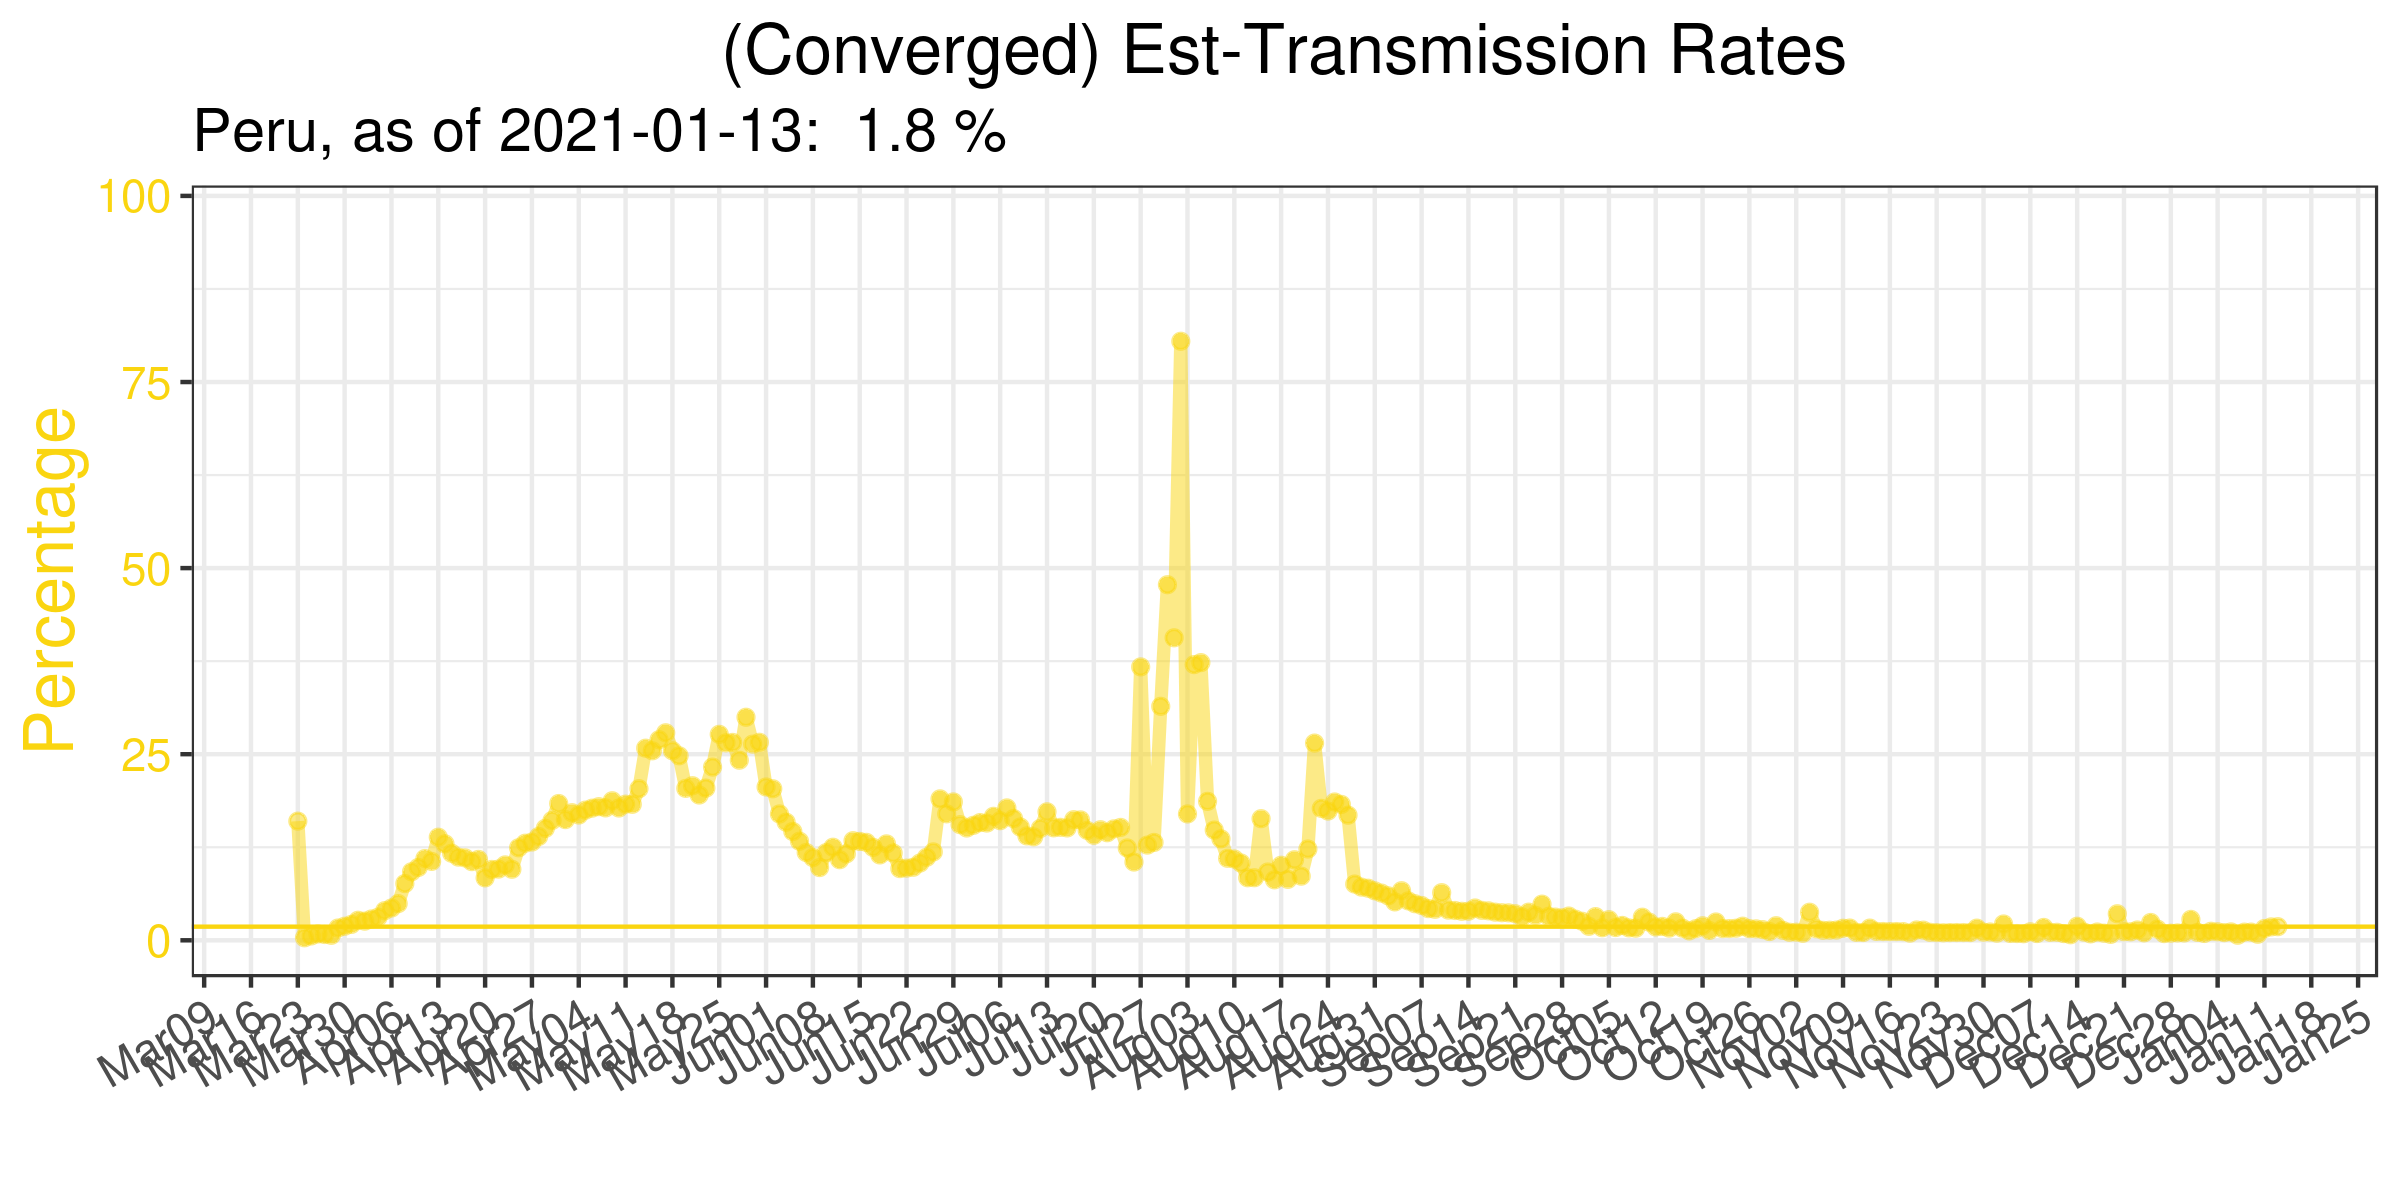 (Converged) Est-Transmission Rates
Peru, as of 2021-01-13:  1.8 %
Percentage
100
75
50
25
0
Mar09
Mar16
Mar23
Mar30
Apr06
Apr13
Apr20
Apr27
May04
May11
May18
May25
Jun01
Jun08
Jun15
Jun22
Jun29
Jul06
Jul13
Jul20
Jul27
Aug03
Aug10
Aug17
Aug24
Aug31
Sep07
Sep14
Sep21
Sep28
Oct05
Oct12
Oct19
Oct26
Nov02
Nov09
Nov16
Nov23
Nov30
Dec07
Dec14
Dec21
Dec28
Jan04
Jan11
Jan18
Jan25